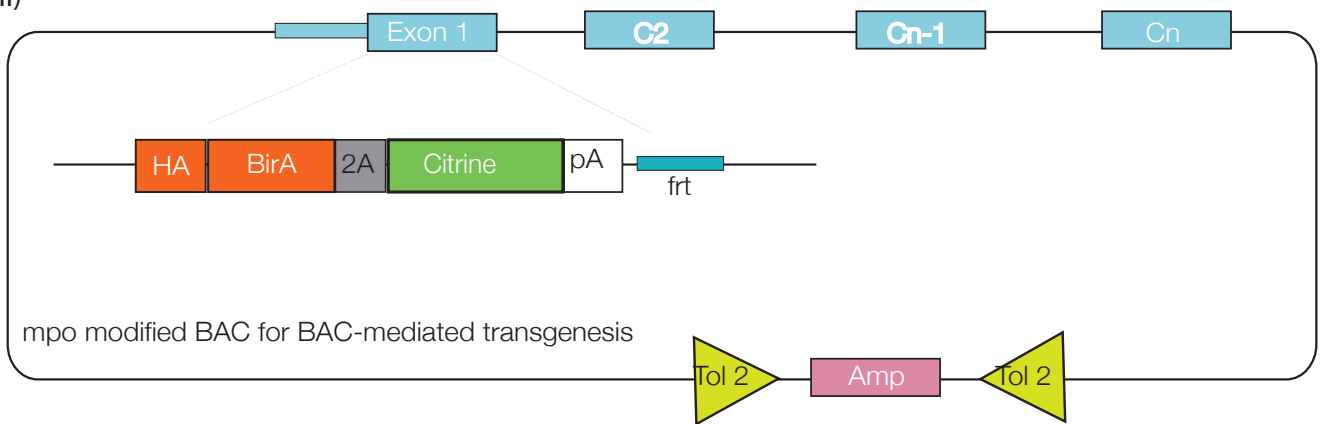 ii)
Exon 1
C2
Cn-1
Cn
HA
BirA
2A
Citrine
pA
frt
mpo modified BAC for BAC-mediated transgenesis
Tol 2
Amp
Tol 2